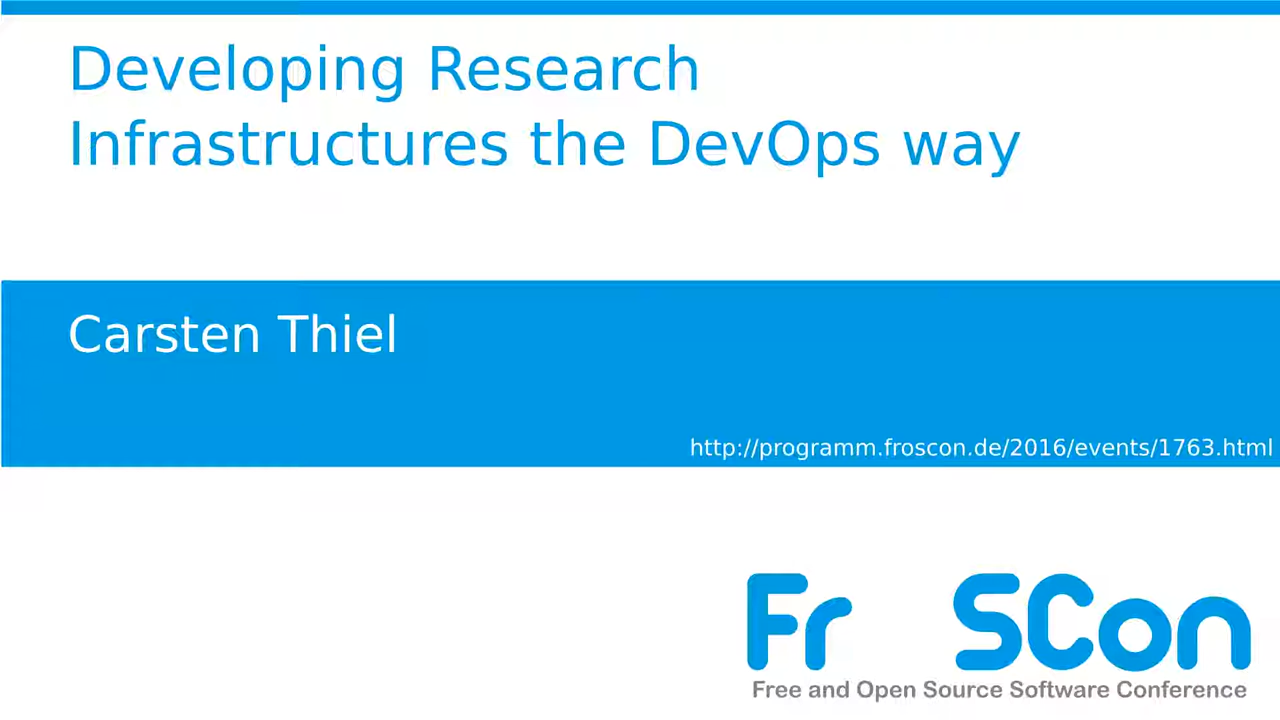 Developing Research
Infrastructures the DevOps way
Carsten Thiel
http://programm.froscon.de/2016/events/1763.html
Fr SCon
Free and Open Source Software Conference